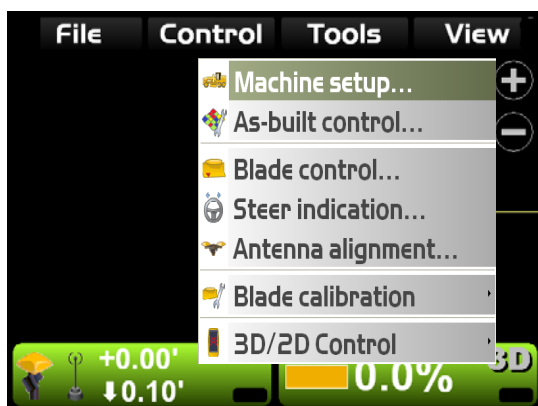 File Control Tools View
Machine setup...
As-built control...
Blade control...
Steer indication...
Antenna alignment...
Blade calibration
3D/2D Control
+0.00'
⬇0.10'
0.0%
3D